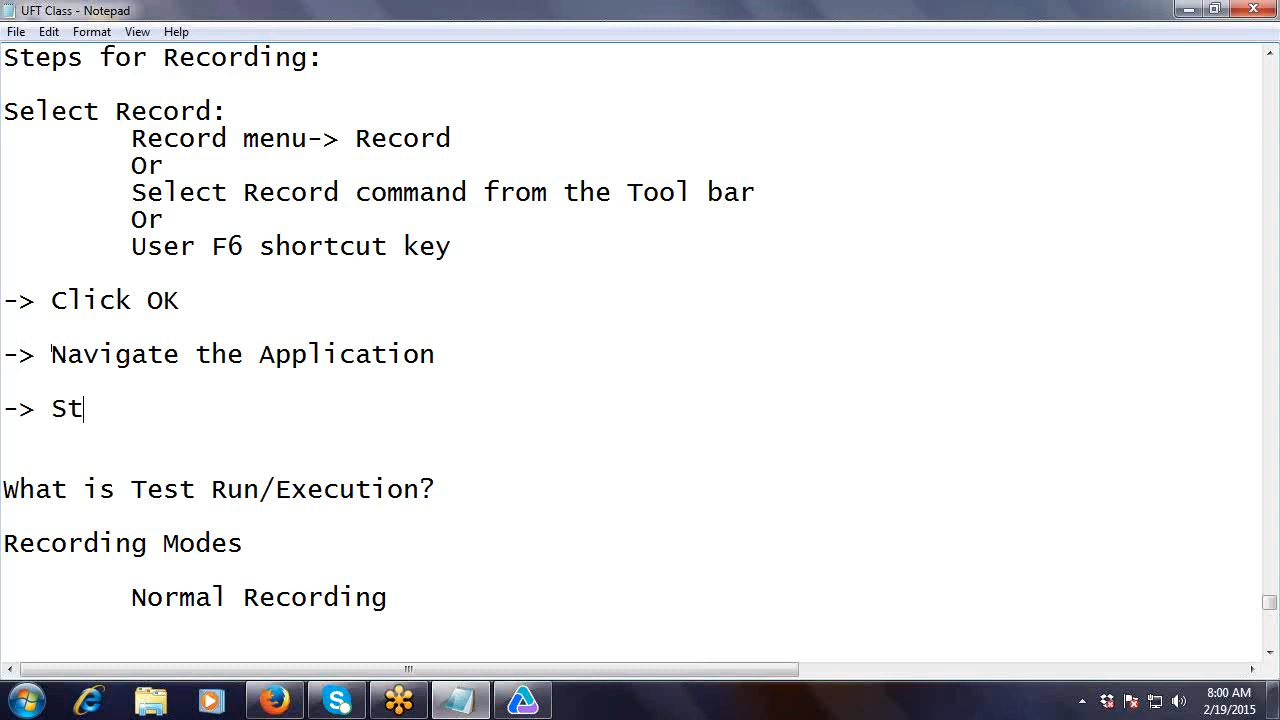 UFT Class - Notepad
File Edit Format View Help
Steps for Recording:
Select Record:
Record menu-> Record
Or
Select Record command from the Tool bar
Or
User F6 shortcut key
-> Click OK
-> Navigate the Application
-> St
What is Test Run/Execution?
Recording Modes
Normal Recording
8:00 AM
2/19/2015